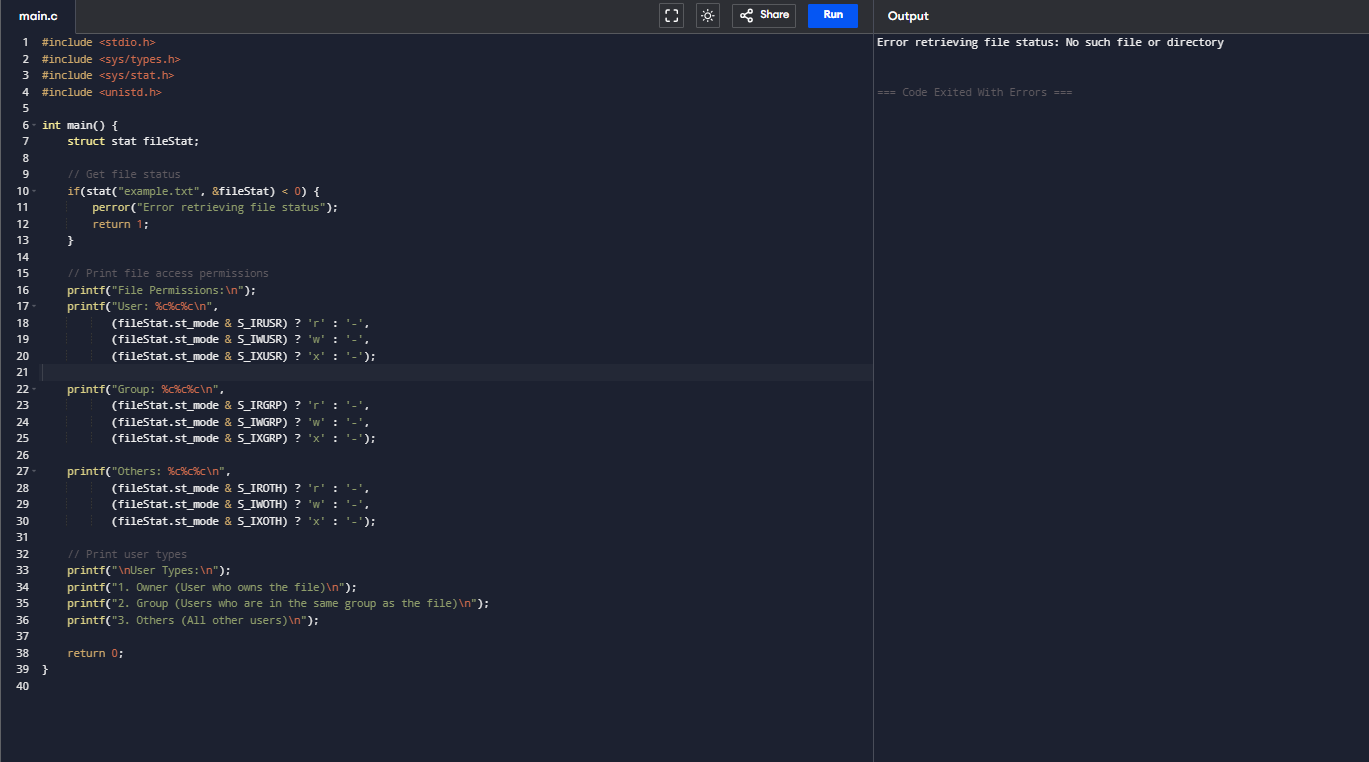 main.c
Share
Run
Output
1 #include <stdio.h>
2 #include <sys/types.h>
3 #include <sys/stat.h>
4 #include <unistd.h>
5
6 int main() {
7     struct stat fileStat;
8
9     // Get file status
10     if(stat("example.txt", &fileStat) < 0) {
11         perror("Error retrieving file status");
12         return 1;
13     }
14
15     // Print file access permissions
16     printf("File Permissions:\n");
17     printf("User: %c%c%c\n",
18            (fileStat.st_mode & S_IRUSR) ? 'r' : '-',
19            (fileStat.st_mode & S_IWUSR) ? 'w' : '-',
20            (fileStat.st_mode & S_IXUSR) ? 'x' : '-');
21
22     printf("Group: %c%c%c\n",
23            (fileStat.st_mode & S_IRGRP) ? 'r' : '-',
24            (fileStat.st_mode & S_IWGRP) ? 'w' : '-',
25            (fileStat.st_mode & S_IXGRP) ? 'x' : '-');
26
27     printf("Others: %c%c%c\n",
28            (fileStat.st_mode & S_IROTH) ? 'r' : '-',
29            (fileStat.st_mode & S_IWOTH) ? 'w' : '-',
30            (fileStat.st_mode & S_IXOTH) ? 'x' : '-');
31
32     // Print user types
33     printf("\nUser Types:\n");
34     printf("1. Owner (User who owns the file)\n");
35     printf("2. Group (Users who are in the same group as the file)\n");
36     printf("3. Others (All other users)\n");
37
38     return 0;
39 }
40
Error retrieving file status: No such file or directory
=== Code Exited With Errors ===